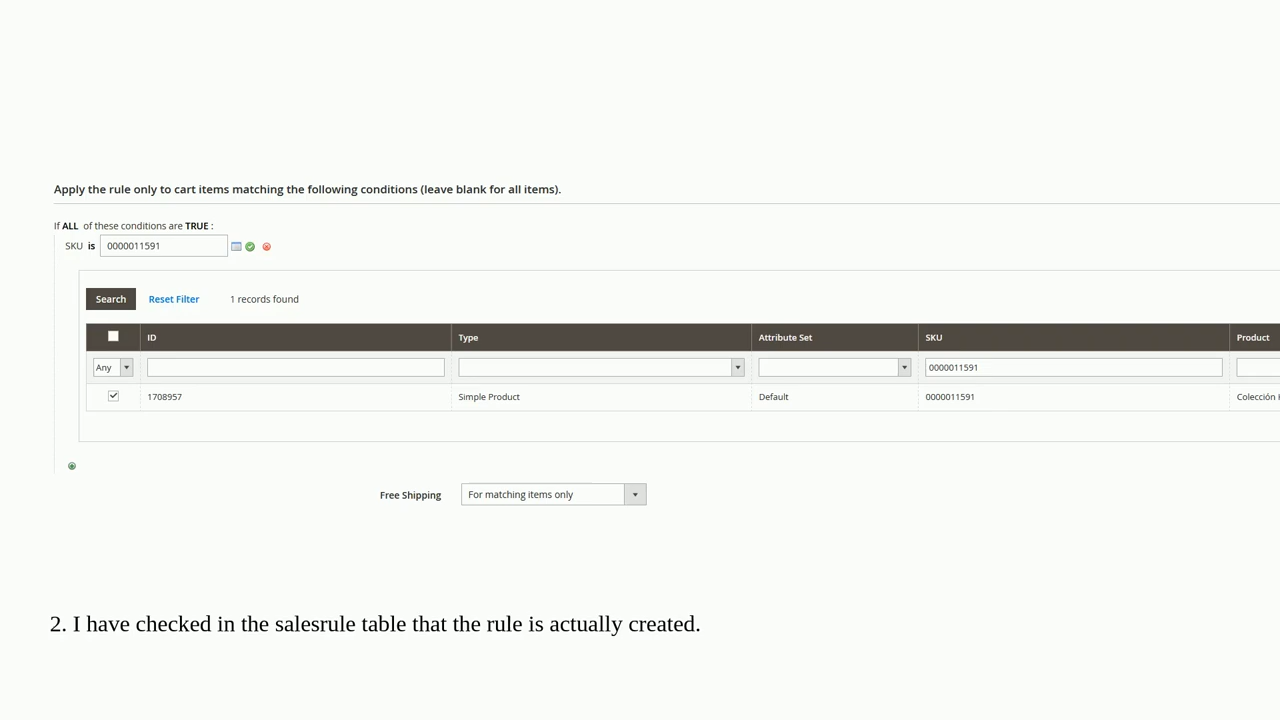 Apply the rule only to cart items matching the following conditions (leave blank for all items).
If ALL of these conditions are TRUE :
SKU is 0000011591
Search Reset Filter 1 records found
ID Type Attribute Set SKU Product
Any 0000011591
1708957 Simple Product Default 0000011591 Colección
Free Shipping For matching items only
2. I have checked in the salesrule table that the rule is actually created.